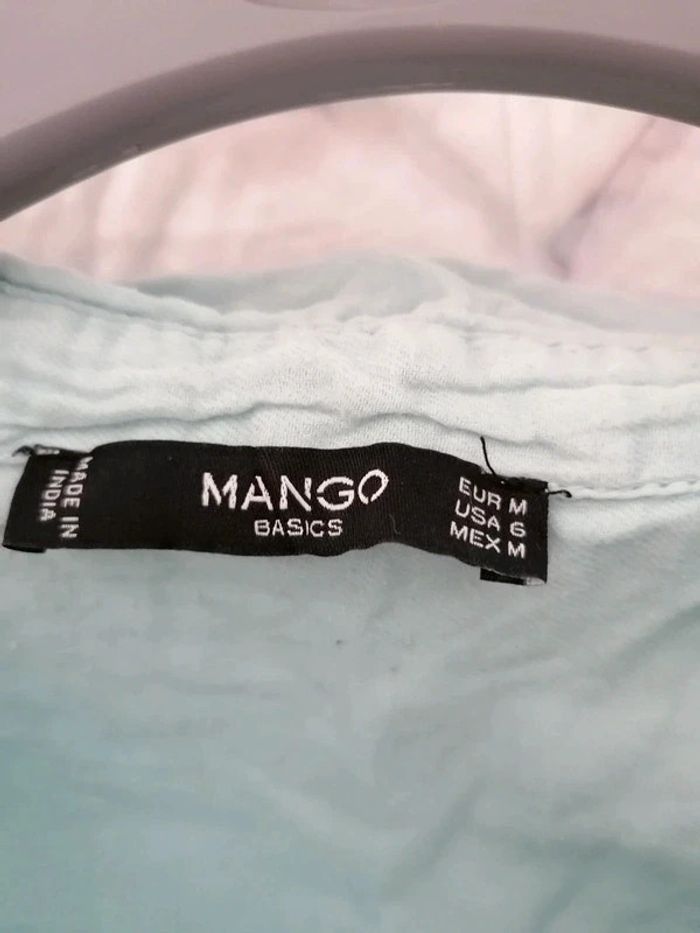 MADE IN
INDIA
MANGO
BASICS
EUR M
USA 6
MEX M